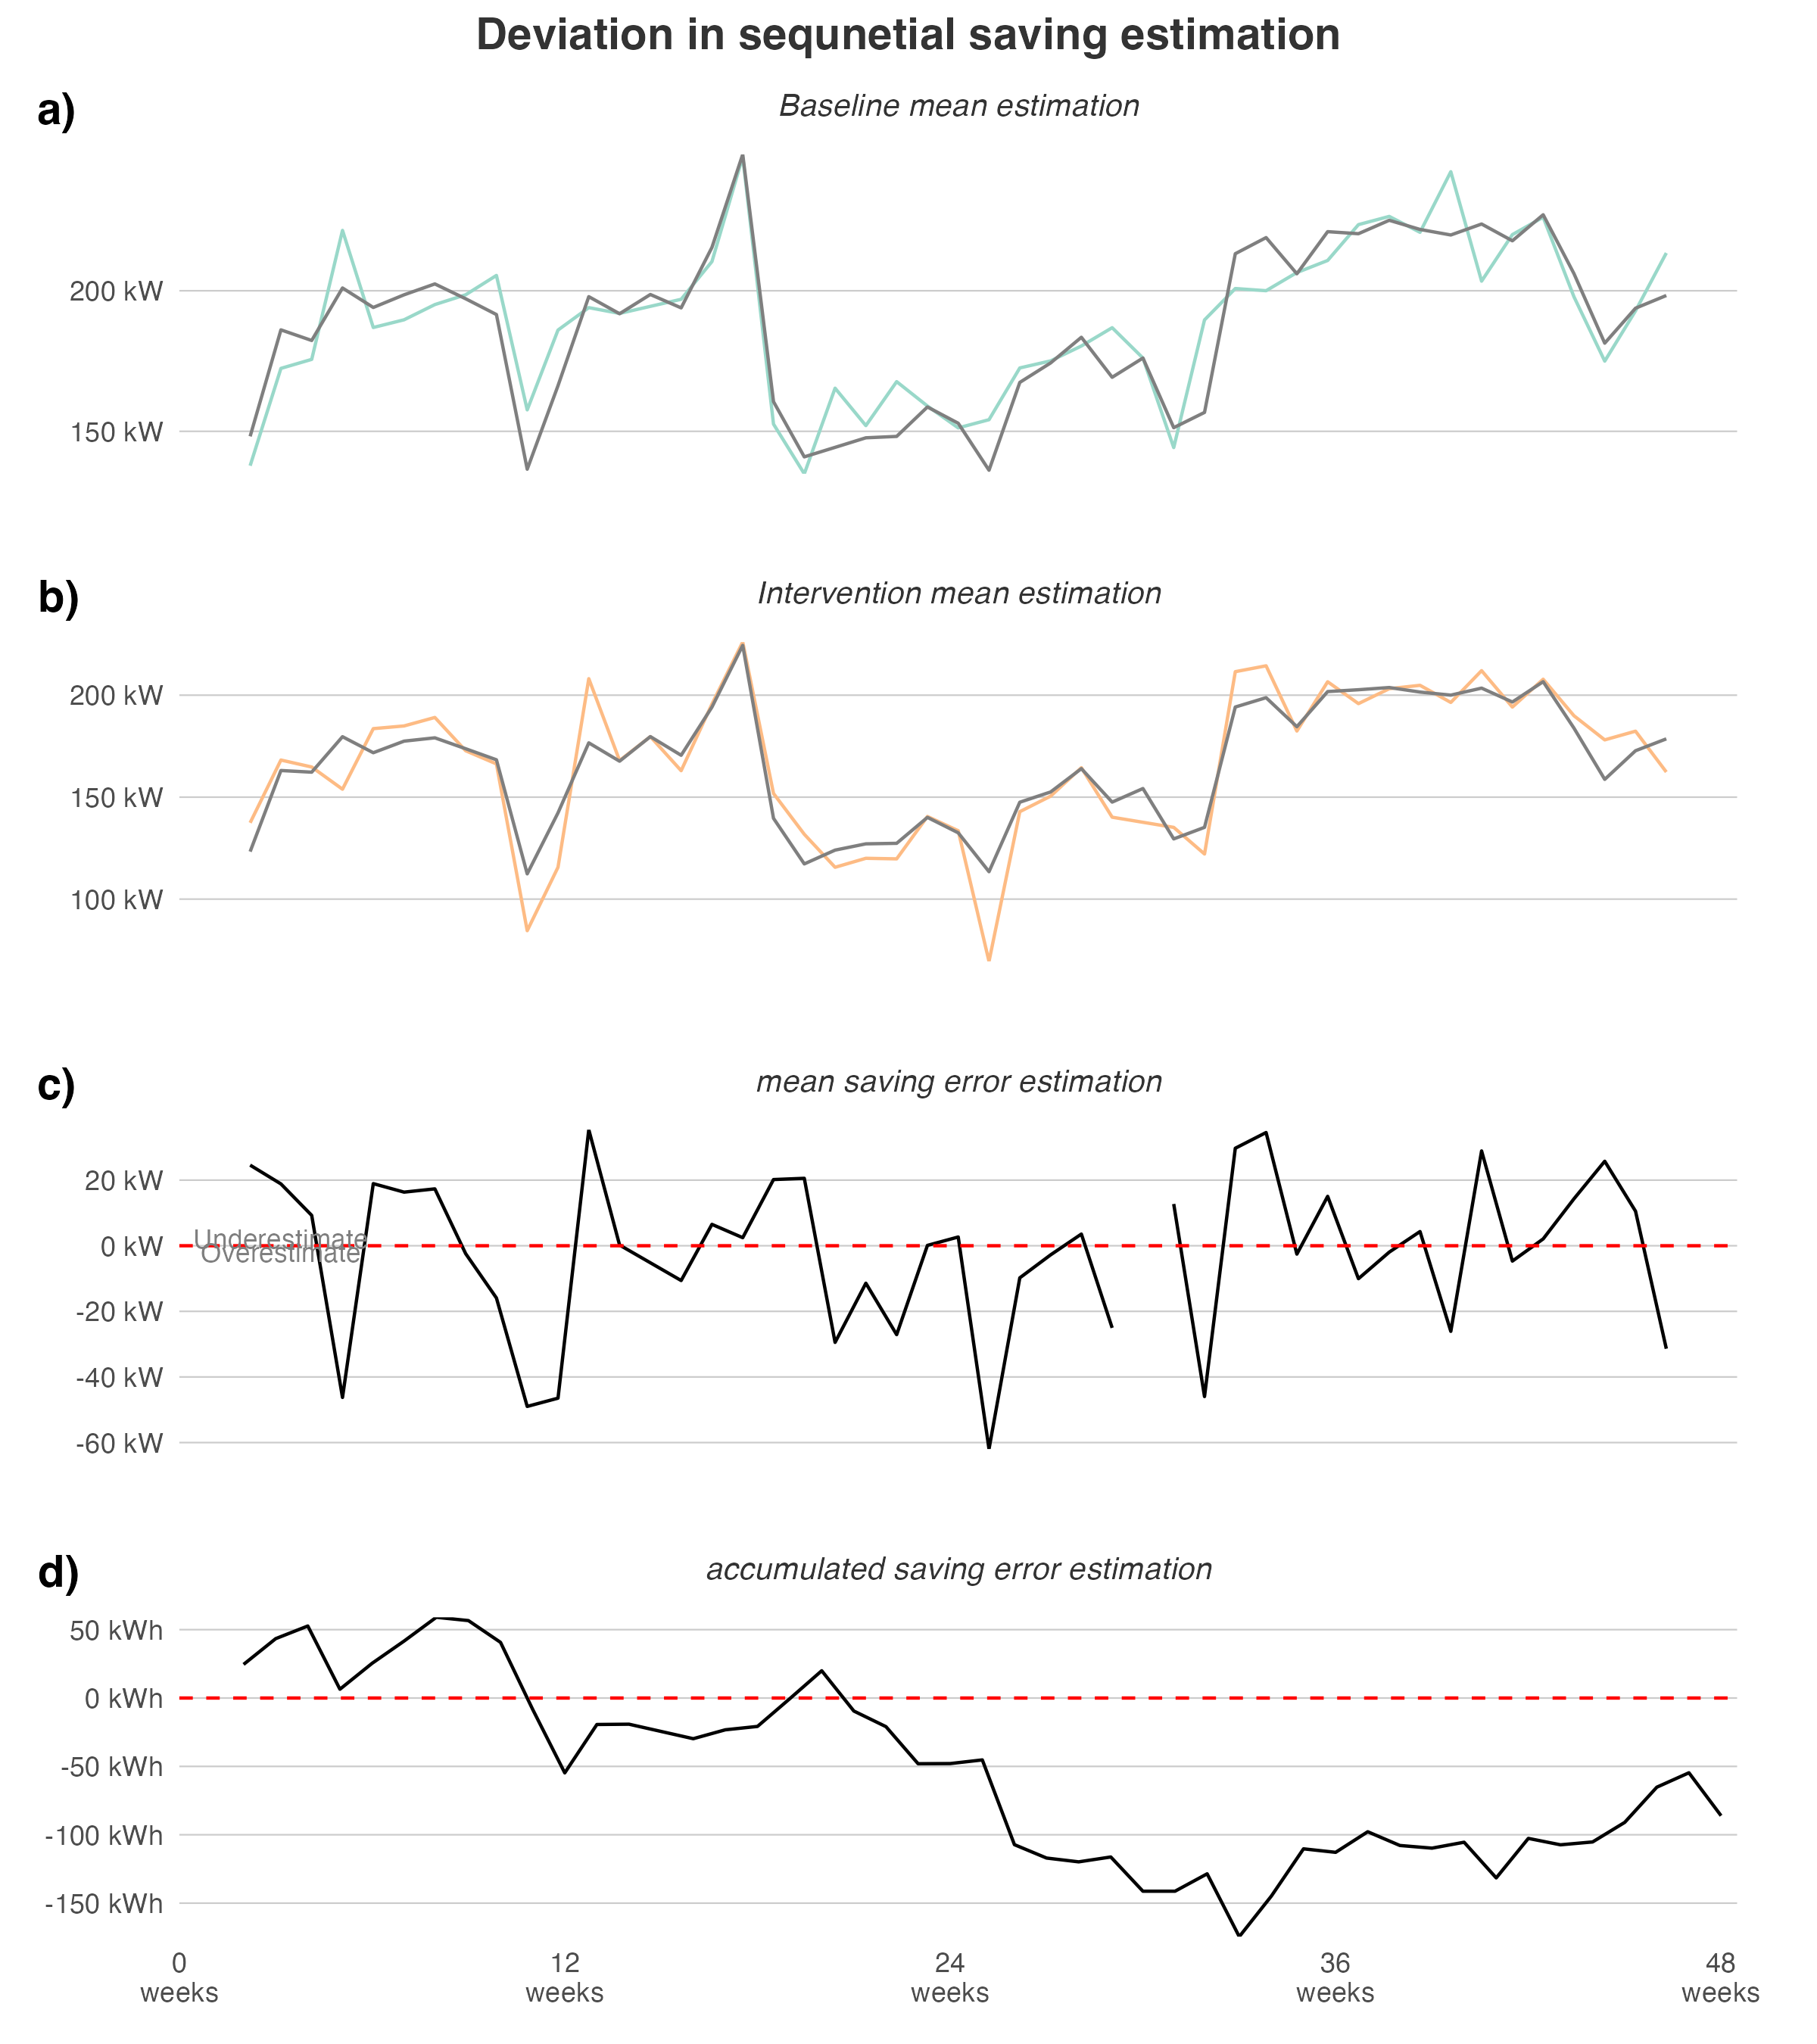 Deviation in sequnetial saving estimation
a)
Baseline mean estimation
200 kW
150 kW
b)
Intervention mean estimation
200 kW
150 kW
100 kW
c)
mean saving error estimation
20 kW
Underestimate
0 kW
Overestimate
-20 kW
-40 kW
-60 kW
d)
accumulated saving error estimation
50 kWh
0 kWh
-50 kWh
-100 kWh
-150 kWh
0 12 24 36 48
weeks weeks weeks weeks weeks